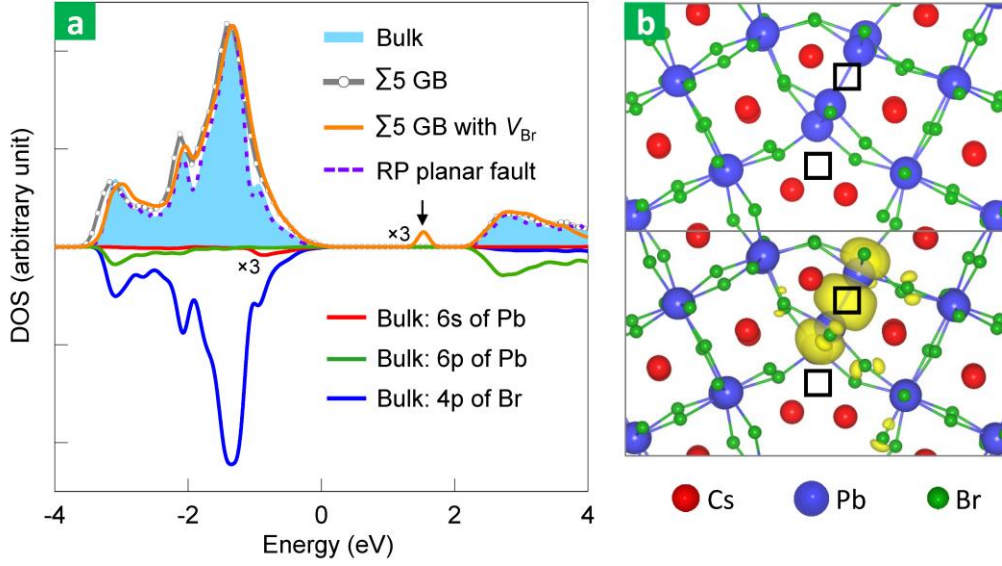 a
Bulk
∑5 GB
∑5 GB with V_Br
RP planar fault
×3
×3
Bulk: 6s of Pb
Bulk: 6p of Pb
Bulk: 4p of Br
DOS (arbitrary unit)
-4 -2 0 2 4
Energy (eV)
b
Cs Pb Br